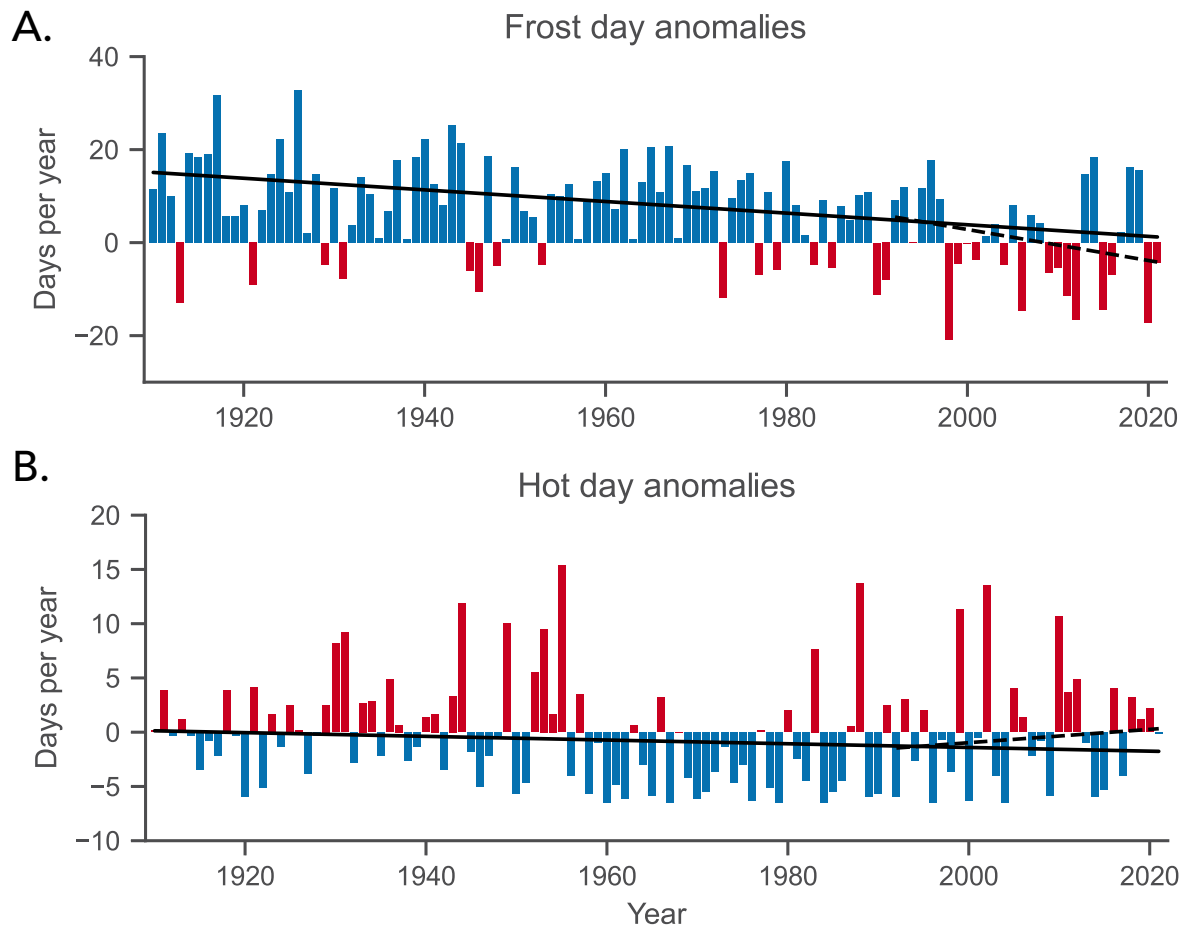 A.
Frost day anomalies
Days per year
40
20
0
−20
1920 1940 1960 1980 2000 2020
B.
Hot day anomalies
Days per year
20
15
10
5
0
−5
−10
1920 1940 1960 1980 2000 2020
Year